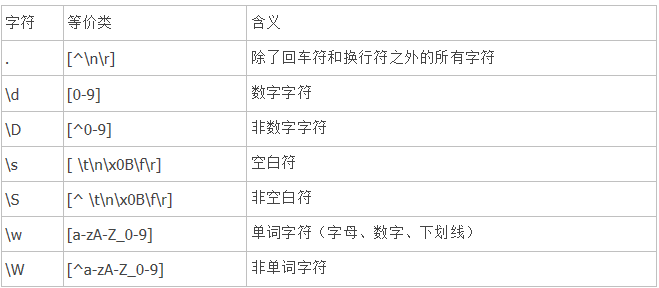 字符 等价类 含义
. [^\n\r] 除了回车符和换行符之外的所有字符
\d [0-9] 数字字符
\D [^0-9] 非数字字符
\s [ \t\n\x0B\f\r] 空白符
\S [^ \t\n\x0B\f\r] 非空白符
\w [a-zA-Z_0-9] 单词字符（字母、数字、下划线）
\W [^a-zA-Z_0-9] 非单词字符